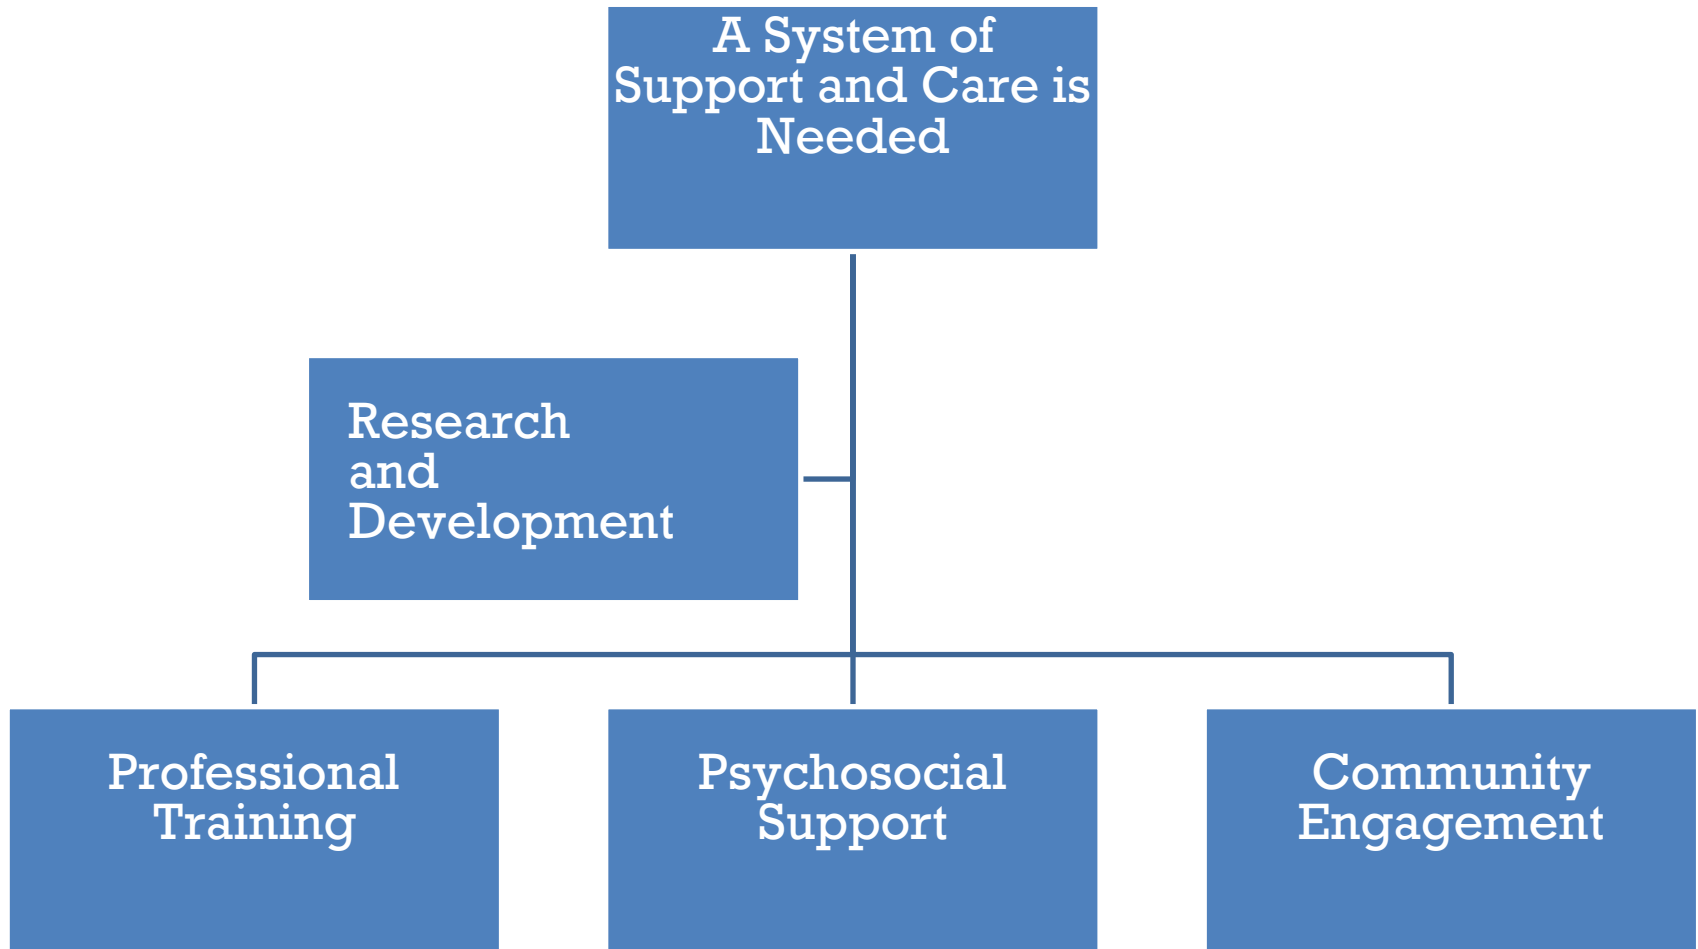 A System of
Support and Care is
Needed
Research
and
Development
Professional
Training
Psychosocial
Support
Community
Engagement